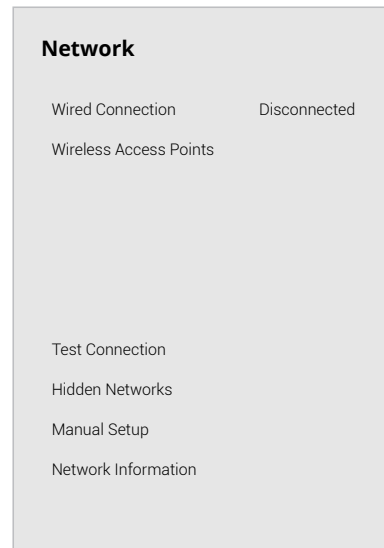 Network
Wired Connection Disconnected
Wireless Access Points
Test Connection
Hidden Networks
Manual Setup
Network Information